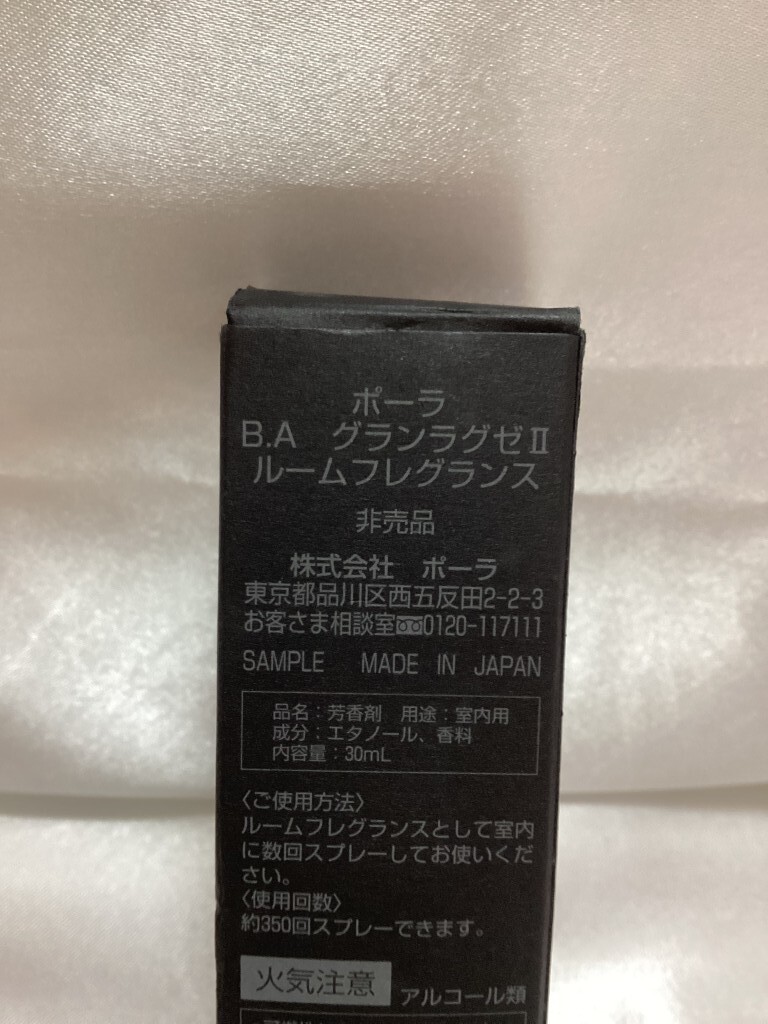 ポーラ
B.A　グランラグゼⅡ
ルームフレグランス
非売品
株式会社　ポーラ
東京都品川区西五反田2-2-3
お客さま相談室0120-117111
SAMPLE　MADE IN JAPAN
品名：芳香剤　用途：室内用
成分：エタノール、香料
内容量：30mL
〈ご使用方法〉
ルームフレグランスとして室内
に数回スプレーしてお使いくだ
さい。
〈使用回数〉
約350回スプレーできます。
火気注意　アルコール類